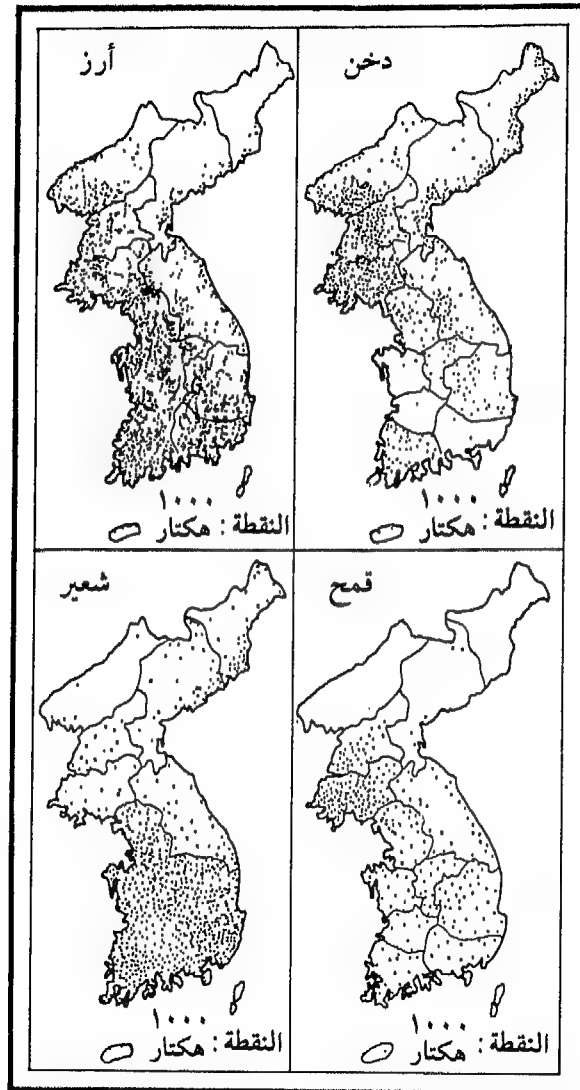 أرز
١٠٠٠
النقطة : هكتار
دخن
١٠٠٠
النقطة : هكتار
شعير
١٠٠٠
النقطة : هكتار
قمح
١٠٠٠
النقطة : هكتار